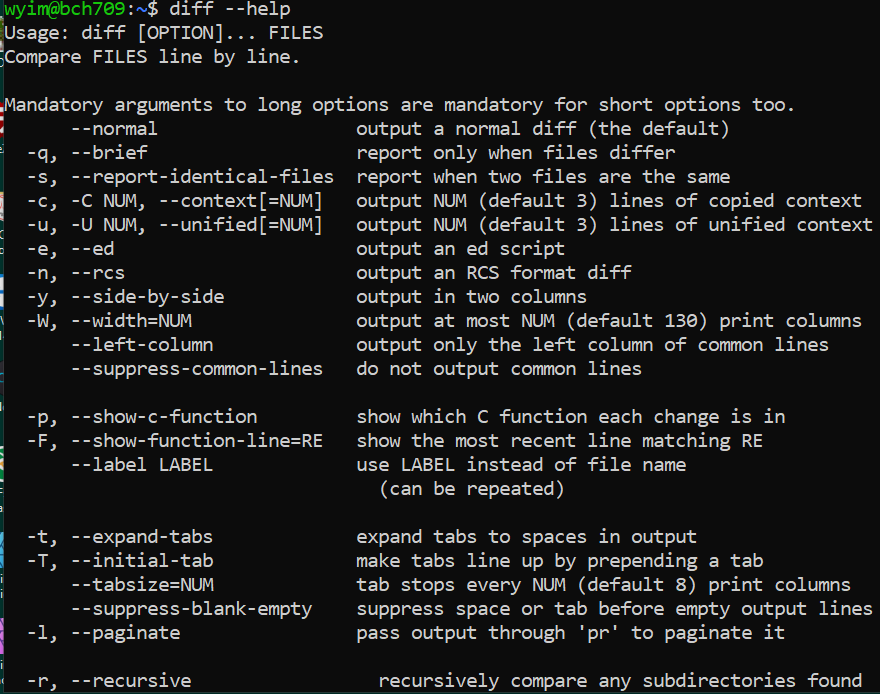 wyim@bch709:~$ diff --help
Usage: diff [OPTION]... FILES
Compare FILES line by line.

Mandatory arguments to long options are mandatory for short options too.
      --normal                  output a normal diff (the default)
  -q, --brief                   report only when files differ
  -s, --report-identical-files  report when two files are the same
  -c, -C NUM, --context[=NUM]   output NUM (default 3) lines of copied context
  -u, -U NUM, --unified[=NUM]   output NUM (default 3) lines of unified context
  -e, --ed                      output an ed script
  -n, --rcs                     output an RCS format diff
  -y, --side-by-side            output in two columns
  -W, --width=NUM               output at most NUM (default 130) print columns
      --left-column             output only the left column of common lines
      --suppress-common-lines   do not output common lines

  -p, --show-c-function         show which C function each change is in
  -F, --show-function-line=RE   show the most recent line matching RE
      --label LABEL             use LABEL instead of file name
                                  (can be repeated)

  -t, --expand-tabs             expand tabs to spaces in output
  -T, --initial-tab             make tabs line up by prepending a tab
      --tabsize=NUM             tab stops every NUM (default 8) print columns
      --suppress-blank-empty    suppress space or tab before empty output lines
  -l, --paginate                pass output through 'pr' to paginate it

  -r, --recursive                 recursively compare any subdirectories found